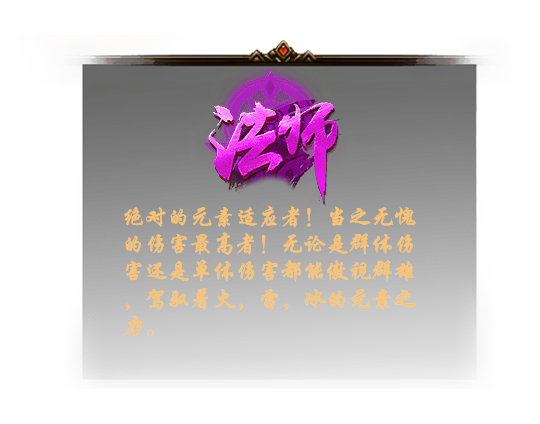 法师
绝对的元素适应者！当之无愧
的伤害最高者！无论是群体伤
害还是单体伤害都能傲视群雄
，驾驭着火，雷，冰的元素之
力。